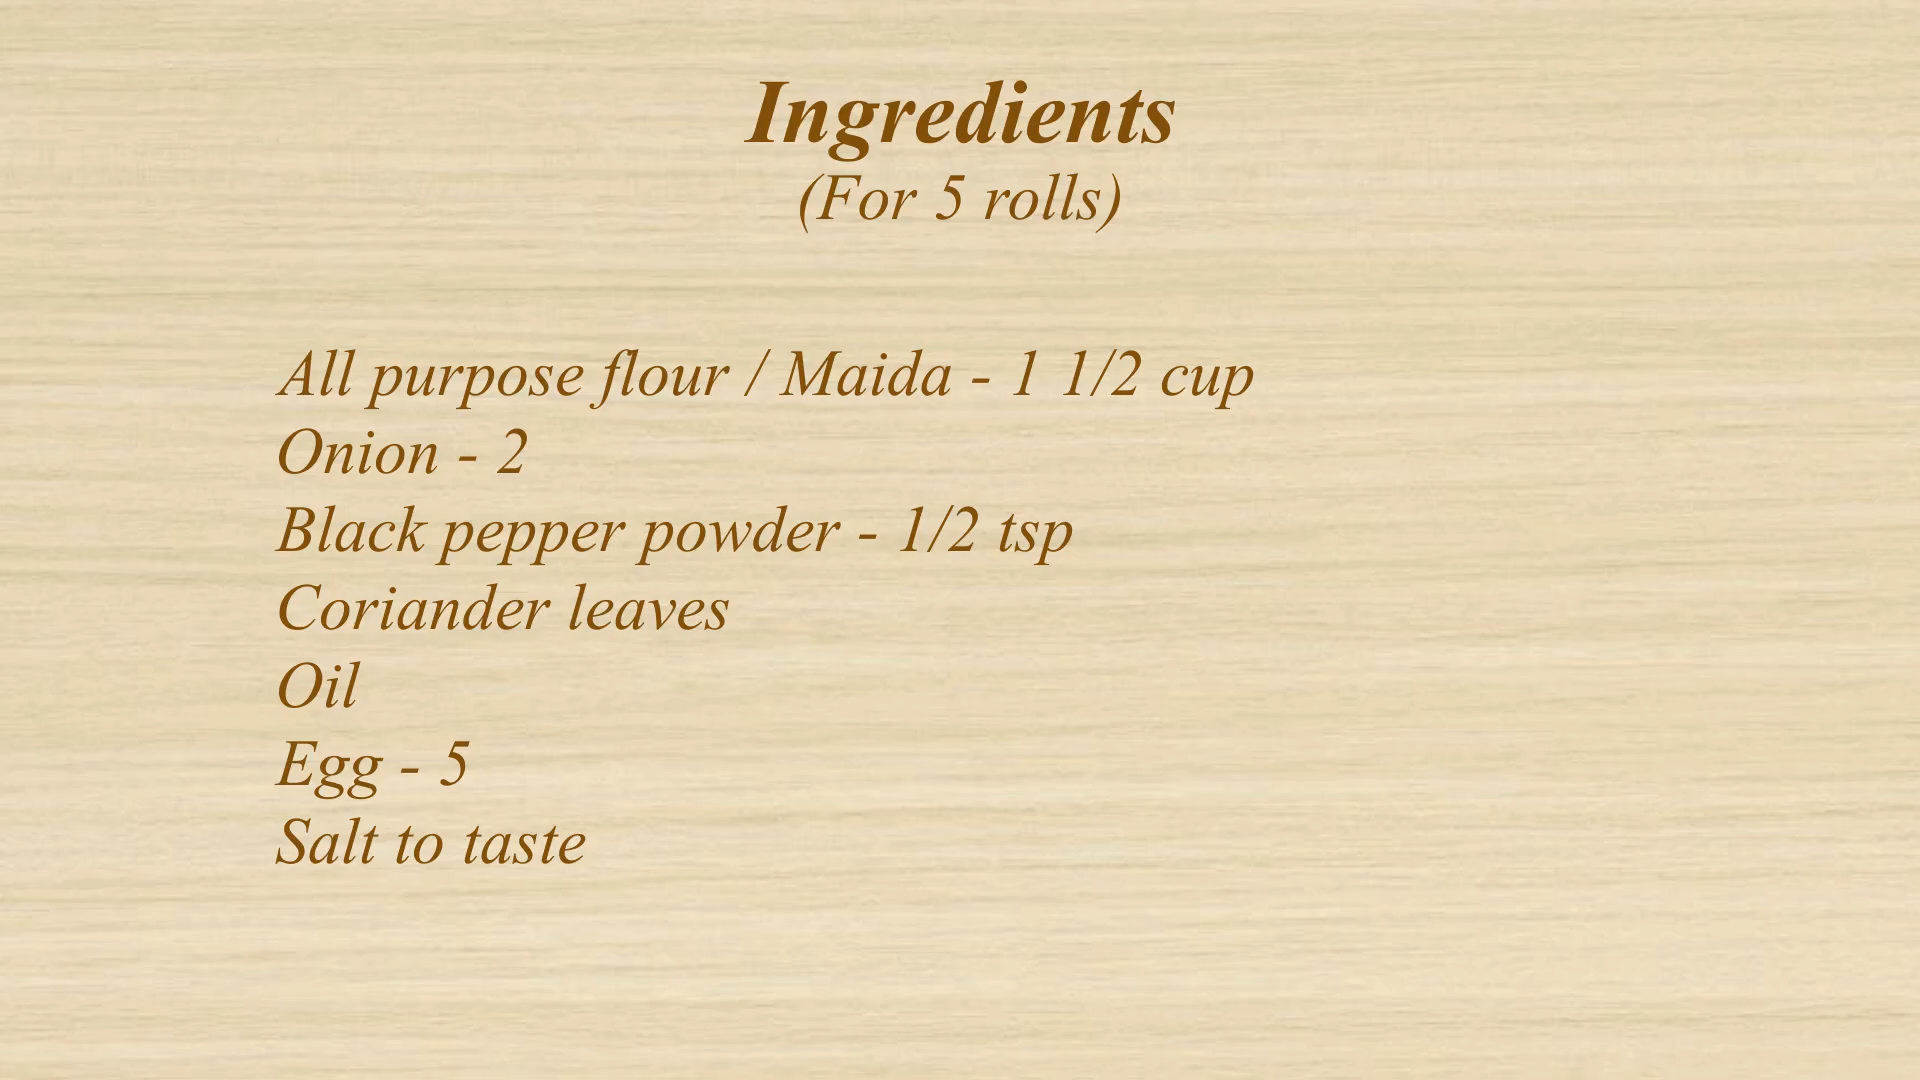 Ingredients
(For 5 rolls)
All purpose flour / Maida - 1 1/2 cup
Onion - 2
Black pepper powder - 1/2 tsp
Coriander leaves
Oil
Egg - 5
Salt to taste